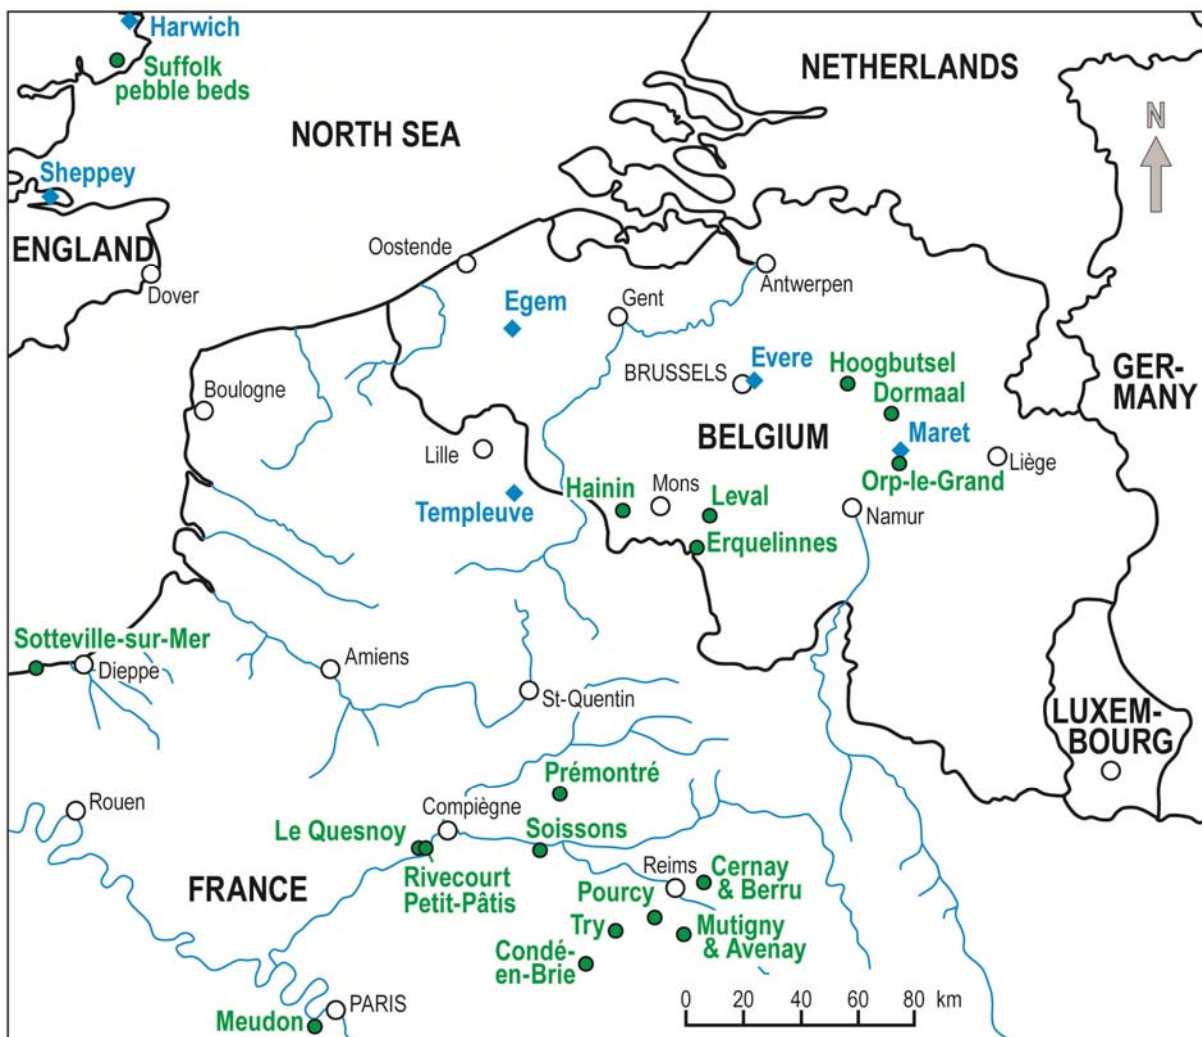 Harwich
Suffolk
pebble beds
NETHERLANDS
NORTH SEA
N
Sheppey
ENGLAND
Dover
Oostende
Antwerpen
Egem
Gent
Evere
BRUSSELS
Hoogbutsel
Dormaal
GER-
MANY
Boulogne
BELGIUM
Maret
Lille
Liège
Orp-le-Grand
Templeuve
Hainin
Mons
Leval
Namur
Erquelinnes
Sotteville-sur-Mer
Dieppe
Amiens
St-Quentin
LUXEM-
BOURG
Prémontré
Rouen
Compiègne
Le Quesnoy
Soissons
Rivecourt
Petit-Pâtis
FRANCE
Reims
Cernay
& Berru
Pourcy
Try
Mutigny
& Avenay
Condé-
en-Brie
0 20 40 60 80 km
PARIS
Meudon